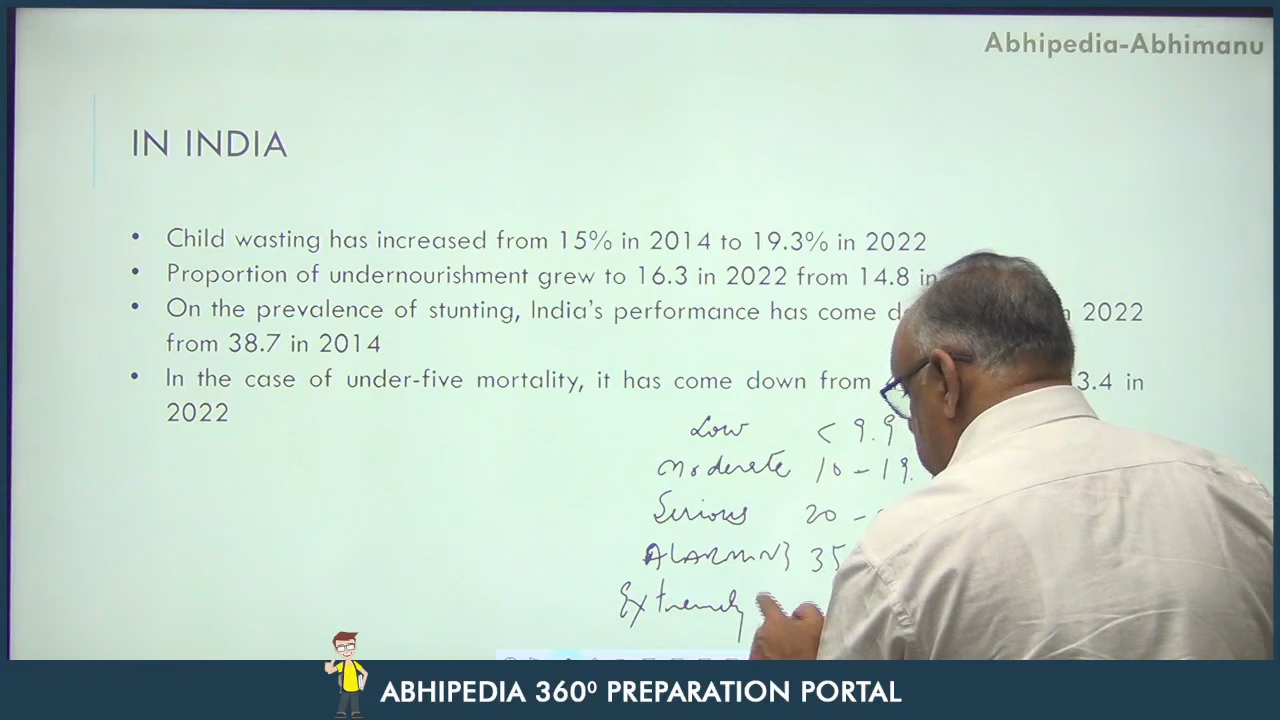 Abhipedia-Abhimanu
IN INDIA
• Child wasting has increased from 15% in 2014 to 19.3% in 2022
• Proportion of undernourishment grew to 16.3 in 2022 from 14.8 in
• On the prevalence of stunting, India's performance has come 2022
from 38.7 in 2014
• In the case of under-five mortality, it has come down from 3.4 in
2022
Low < 9.9
moderate 10 - 19.
Serious 20 -
ALARMING 35
Extremely
ABHIPEDIA 360⁰ PREPARATION PORTAL